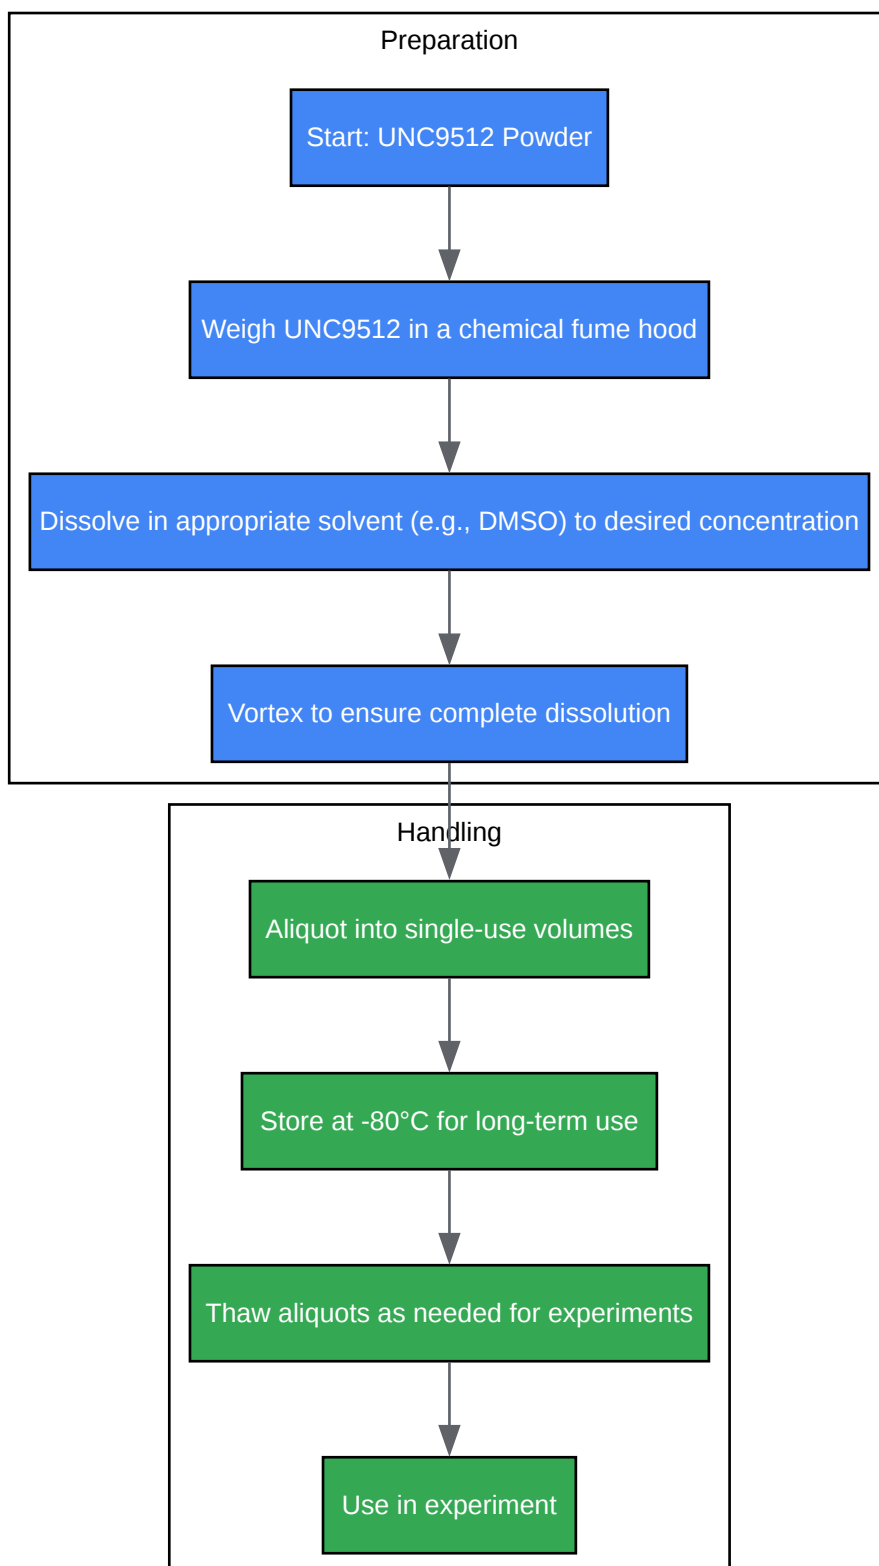 Preparation
Start: UNC9512 Powder
Weigh UNC9512 in a chemical fume hood
Dissolve in appropriate solvent (e.g., DMSO) to desired concentration
Vortex to ensure complete dissolution
Handling
Aliquot into single-use volumes
Store at -80°C for long-term use
Thaw aliquots as needed for experiments
Use in experiment